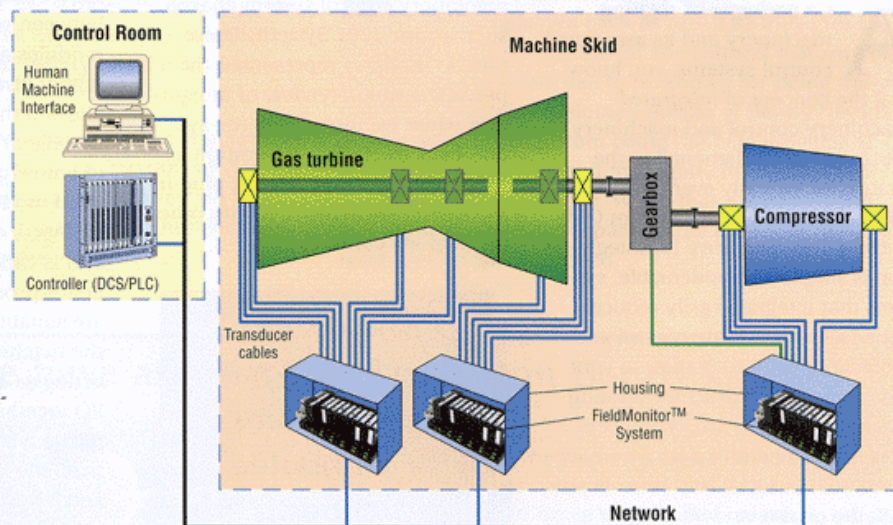 Control Room
Human
Machine
Interface
Controller (DCS/PLC)
Machine Skid
Gas turbine
Gearbox
Compressor
Transducer
cables
Housing
FieldMonitor™
System
Network